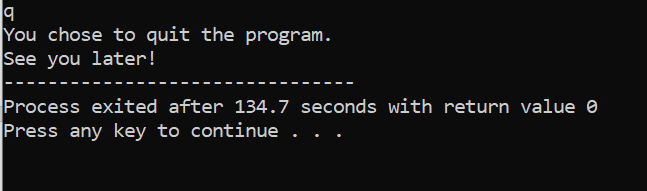 q
You chose to quit the program.
See you later!
--------------------------------
Process exited after 134.7 seconds with return value 0
Press any key to continue . . .